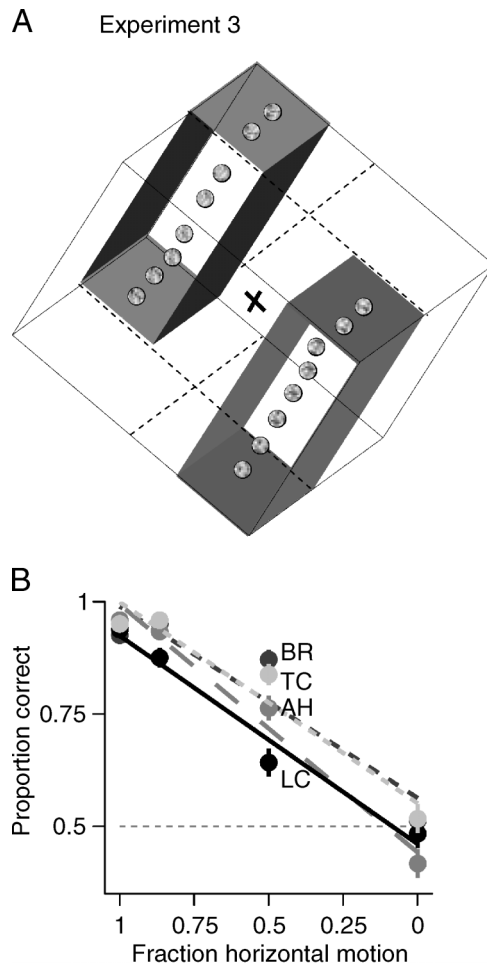 A Experiment 3
B
1
0.75
0.5
Proportion correct
BR
TC
AH
LC
1 0.75 0.5 0.25 0
Fraction horizontal motion